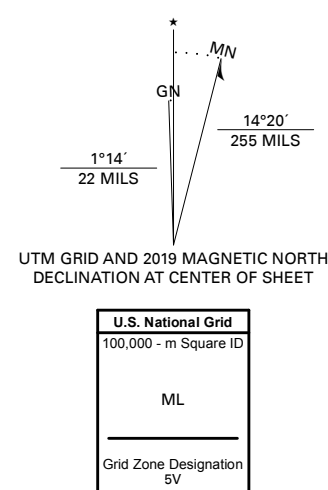 ★
MN
GN
14°20´
255 MILS
1°14´
22 MILS
UTM GRID AND 2019 MAGNETIC NORTH
DECLINATION AT CENTER OF SHEET
U.S. National Grid
100,000 - m Square ID
ML
Grid Zone Designation
5V